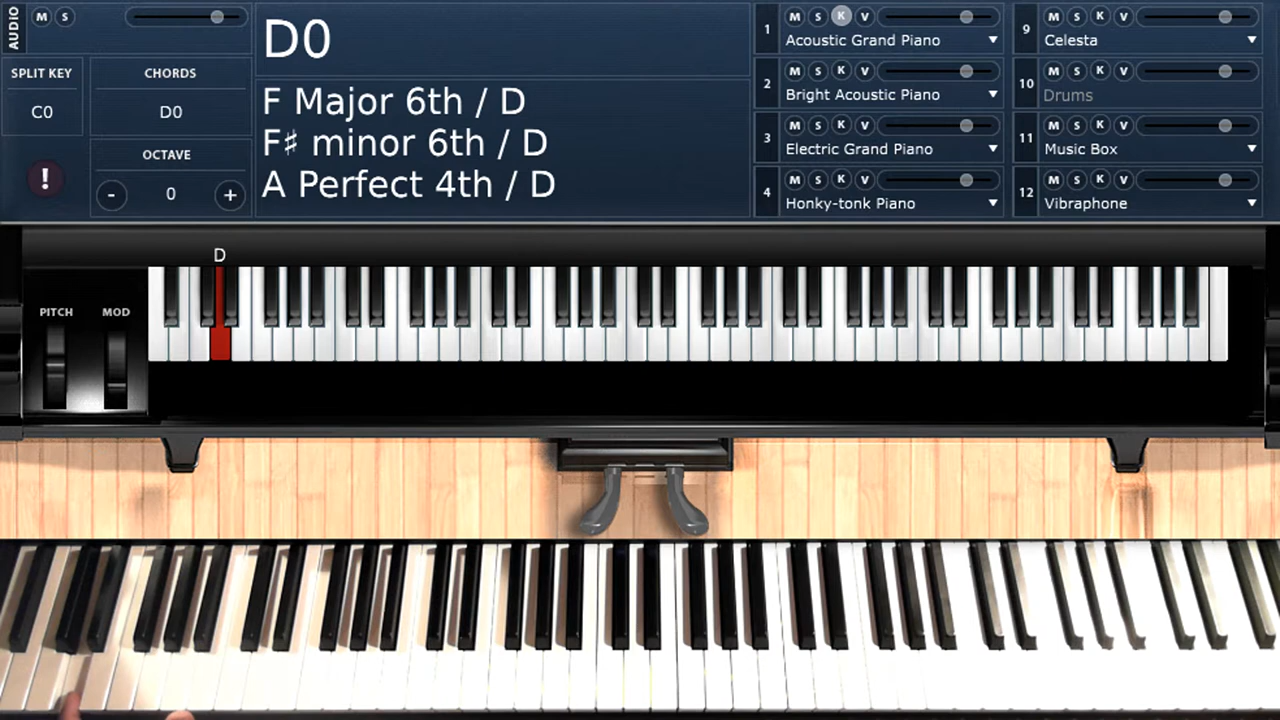 AUDIO
M S
SPLIT KEY
C0
!
CHORDS
D0
OCTAVE
- 0 +
D0
F Major 6th / D
F♯ minor 6th / D
A Perfect 4th / D
1 M S K V
Acoustic Grand Piano
2 M S K V
Bright Acoustic Piano
3 M S K V
Electric Grand Piano
4 M S K V
Honky-tonk Piano
9 M S K V
Celesta
10 M S K V
Drums
11 M S K V
Music Box
12 M S K V
Vibraphone
D
PITCH MOD